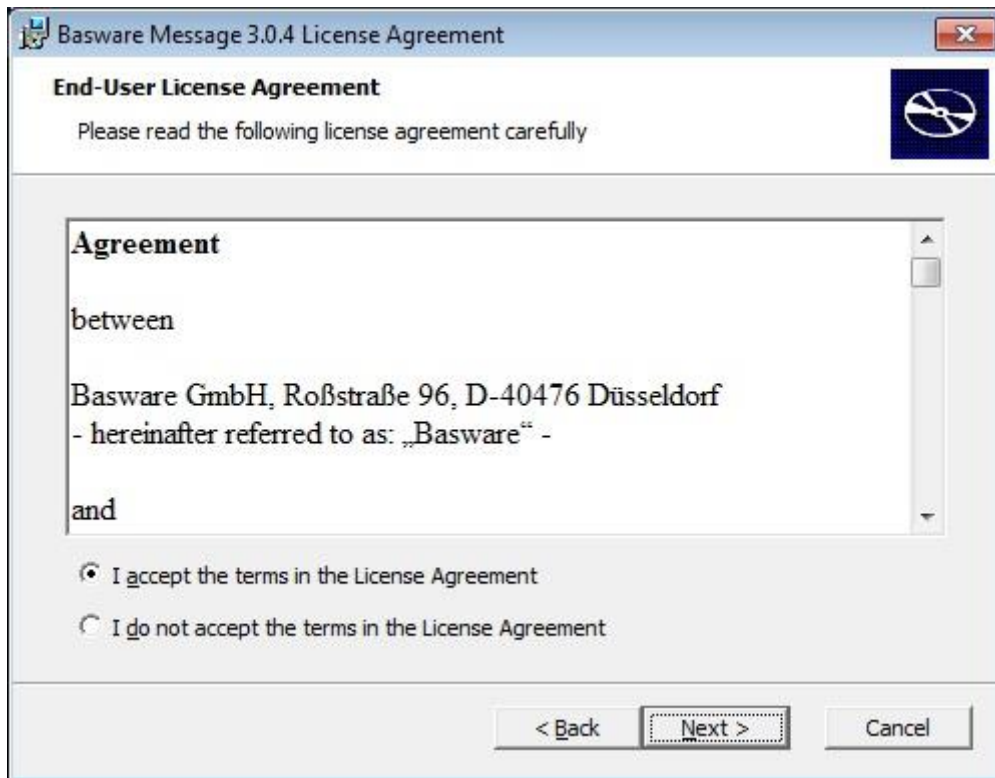 Basware Message 3.0.4 License Agreement
End-User License Agreement
Please read the following license agreement carefully
Agreement
between
Basware GmbH, Roßstraße 96, D-40476 Düsseldorf
- hereinafter referred to as: „Basware“ -
and
I accept the terms in the License Agreement
I do not accept the terms in the License Agreement
< Back Next > Cancel